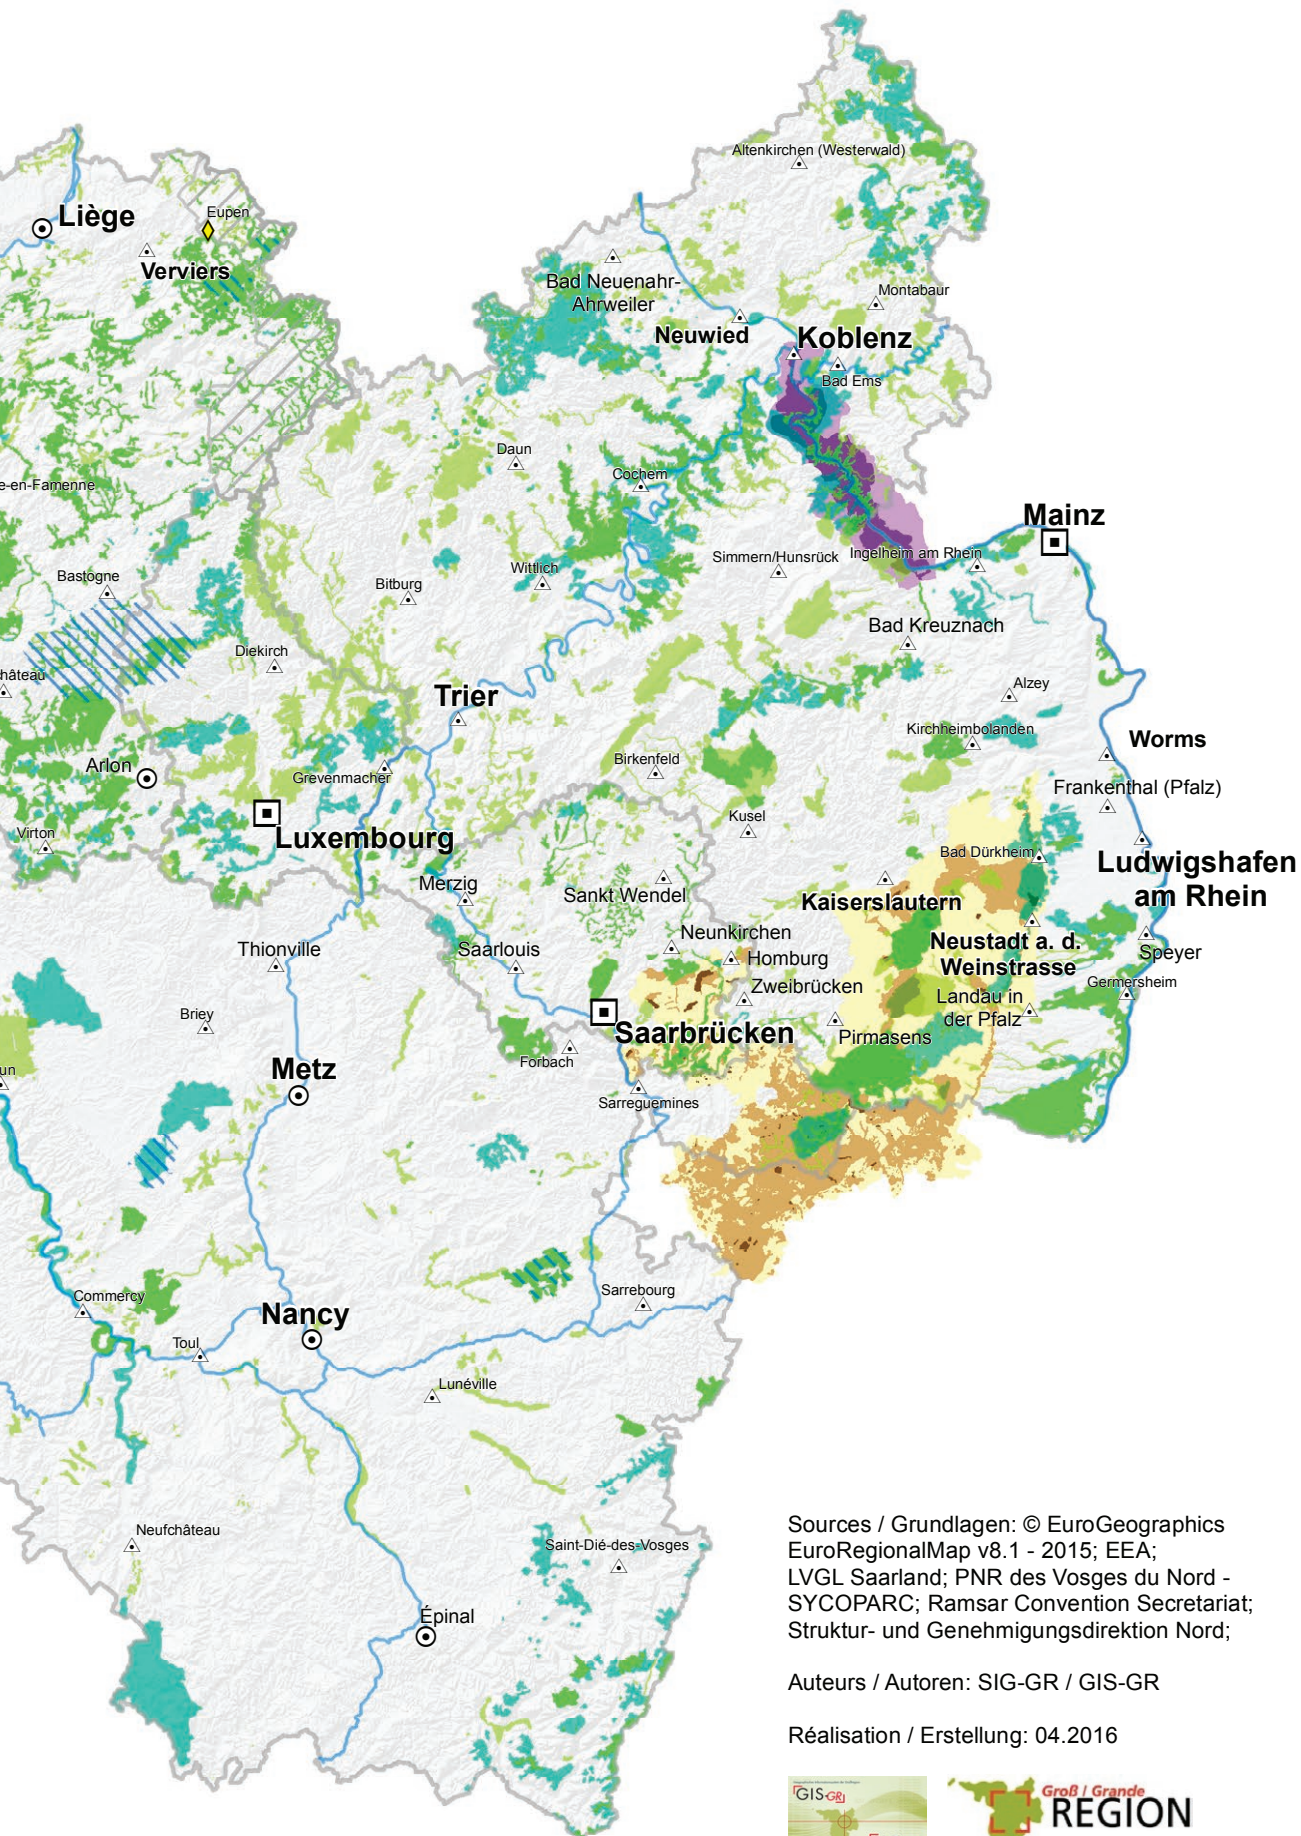 Altenkirchen (Westerwald)
Liège
Eupen
Verviers
Bad Neuenahr-
Ahrweiler
Montabaur
Neuwied
Koblenz
Bad Ems
Daun
Cochem
e-en-Famenne
Mainz
Simmern/Hunsrück
Ingelheim am Rhein
Bastogne
Bitburg
Wittlich
Bad Kreuznach
Diekirch
hâteau
Alzey
Trier
Kirchheimbolanden
Worms
Arlon
Grevenmacher
Birkenfeld
Frankenthal (Pfalz)
Kusel
Virton
Luxembourg
Bad Dürkheim
Ludwigshafen
am Rhein
Merzig
Sankt Wendel
Kaiserslautern
Neunkirchen
Neustadt a. d.
Weinstrasse
Thionville
Saarlouis
Homburg
Speyer
Zweibrücken
Germersheim
Landau in
der Pfalz
Briey
Saarbrücken
Pirmasens
Forbach
un
Metz
Sarreguemines
Commercy
Sarrebourg
Nancy
Toul
Lunéville
Neufchâteau
Saint-Dié-des-Vosges
Épinal
Sources / Grundlagen: © EuroGeographics
EuroRegionalMap v8.1 - 2015; EEA;
LVGL Saarland; PNR des Vosges du Nord -
SYCOPARC; Ramsar Convention Secretariat;
Struktur- und Genehmigungsdirektion Nord;
Auteurs / Autoren: SIG-GR / GIS-GR
Réalisation / Erstellung: 04.2016
GIS-GR
Groß / Grande
REGION